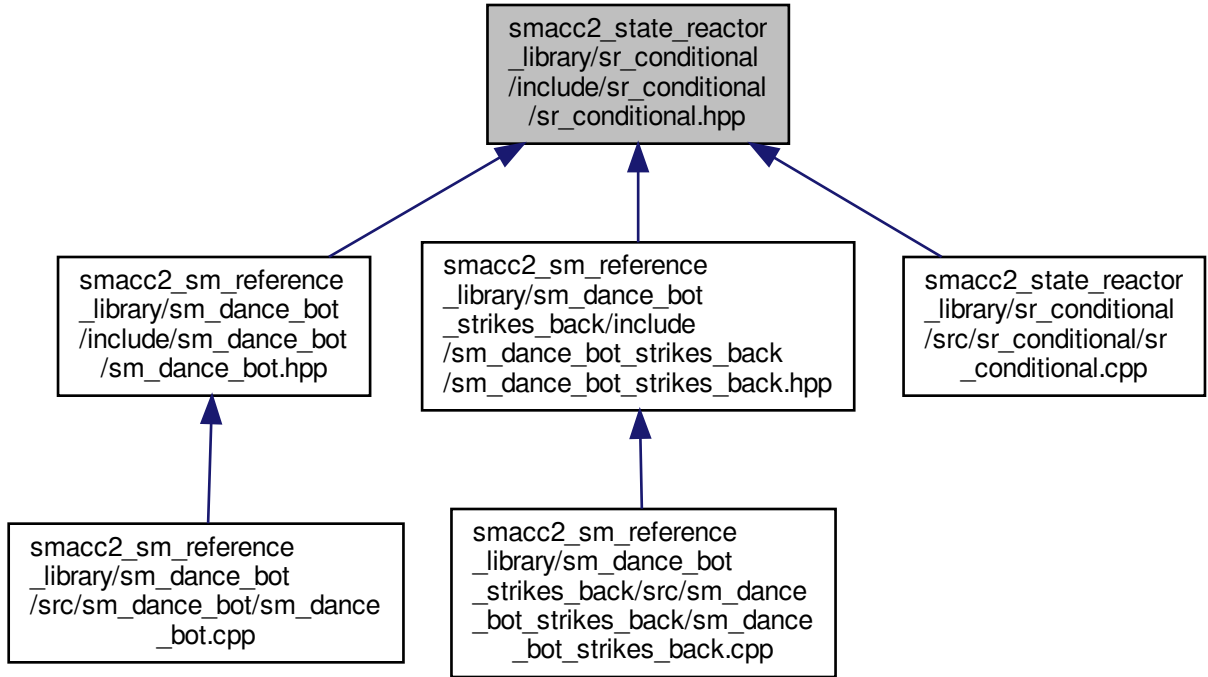 smacc2_state_reactor
_library/sr_conditional
/include/sr_conditional
/sr_conditional.hpp
smacc2_sm_reference
_library/sm_dance_bot
/include/sm_dance_bot
/sm_dance_bot.hpp
smacc2_sm_reference
_library/sm_dance_bot
_strikes_back/include
/sm_dance_bot_strikes_back
/sm_dance_bot_strikes_back.hpp
smacc2_state_reactor
_library/sr_conditional
/src/sr_conditional/sr
_conditional.cpp
smacc2_sm_reference
_library/sm_dance_bot
/src/sm_dance_bot/sm_dance
_bot.cpp
smacc2_sm_reference
_library/sm_dance_bot
_strikes_back/src/sm_dance
_bot_strikes_back/sm_dance
_bot_strikes_back.cpp